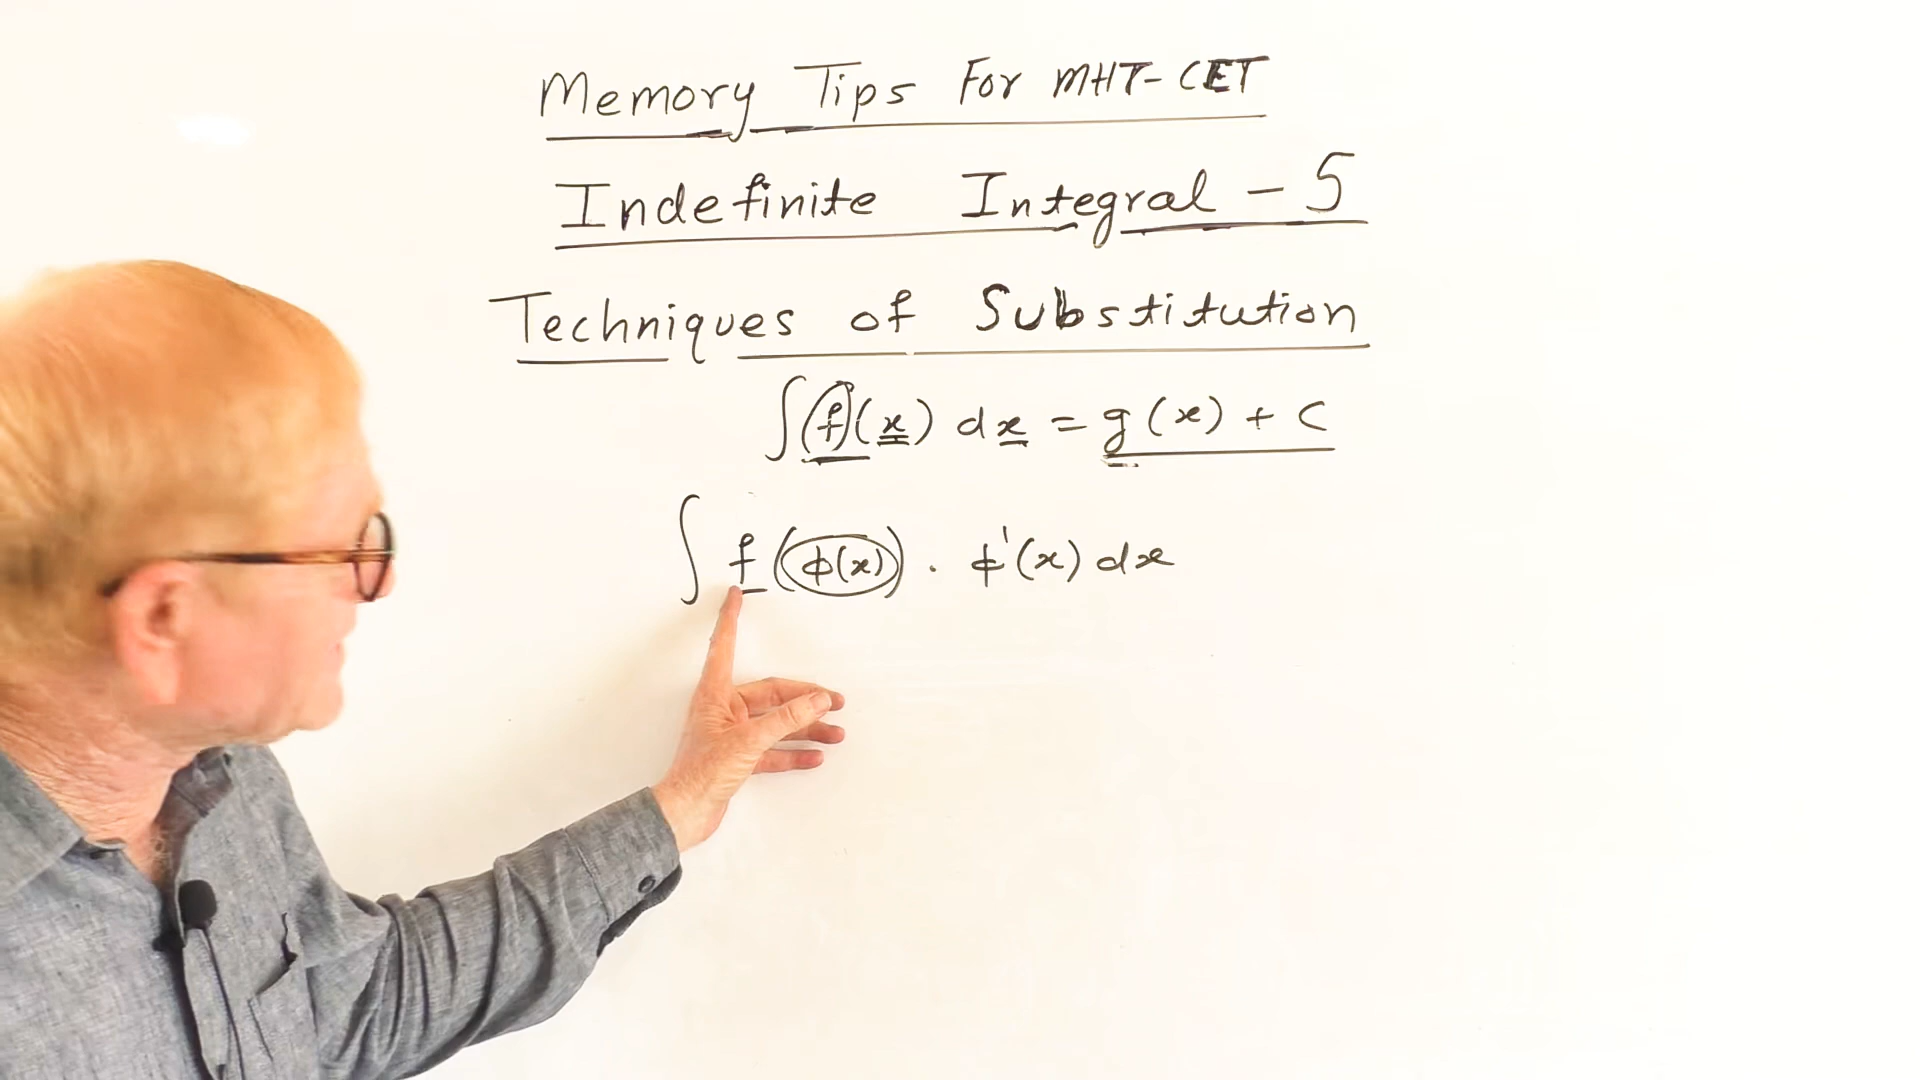 Memory Tips For MHT-CET
Indefinite Integral - 5
Techniques of Substitution
∫ f(x) dx = g(x) + c
∫ f(ϕ(x)) . ϕ'(x) dx